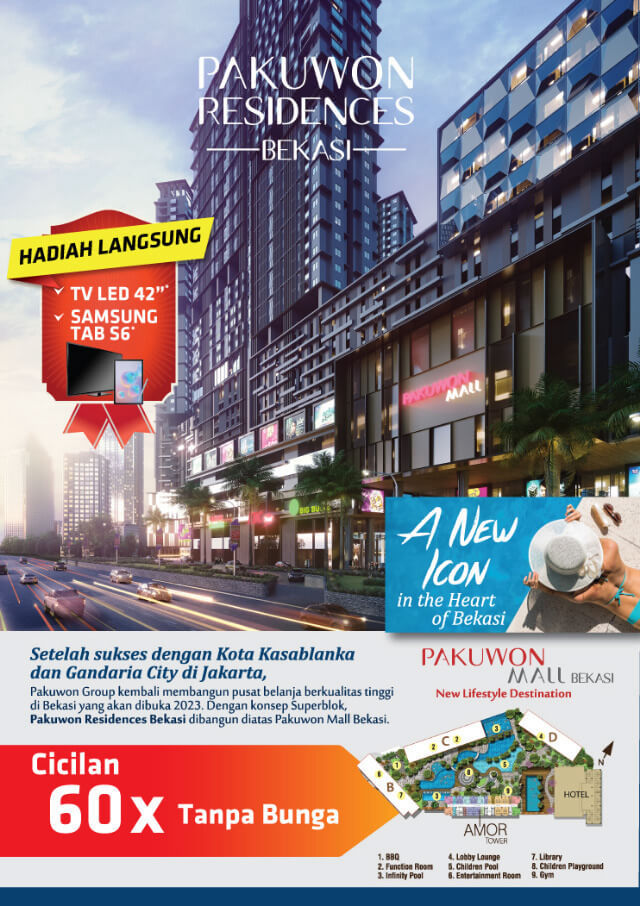 PAKUWON
RESIDENCES
BEKASI
HADIAH LANGSUNG
TV LED 42"*
SAMSUNG
TAB S6*
PAKUWON
MALL
BIG BU
A NEW
ICON
in the Heart
of Bekasi
Setelah sukses dengan Kota Kasablanka
dan Gandaria City di Jakarta,
Pakuwon Group kembali membangun pusat belanja berkualitas tinggi
di Bekasi yang akan dibuka 2023. Dengan konsep Superblok,
Pakuwon Residences Bekasi dibangun diatas Pakuwon Mall Bekasi.
PAKUWON
MALL BEKASI
New Lifestyle Destination
Cicilan
60x Tanpa Bunga
C
D
B
N
HOTEL
AMOR
TOWER
1. BBQ
2. Function Room
3. Infinity Pool
4. Lobby Lounge
5. Children Pool
6. Entertainment Room
7. Library
8. Children Playground
9. Gym